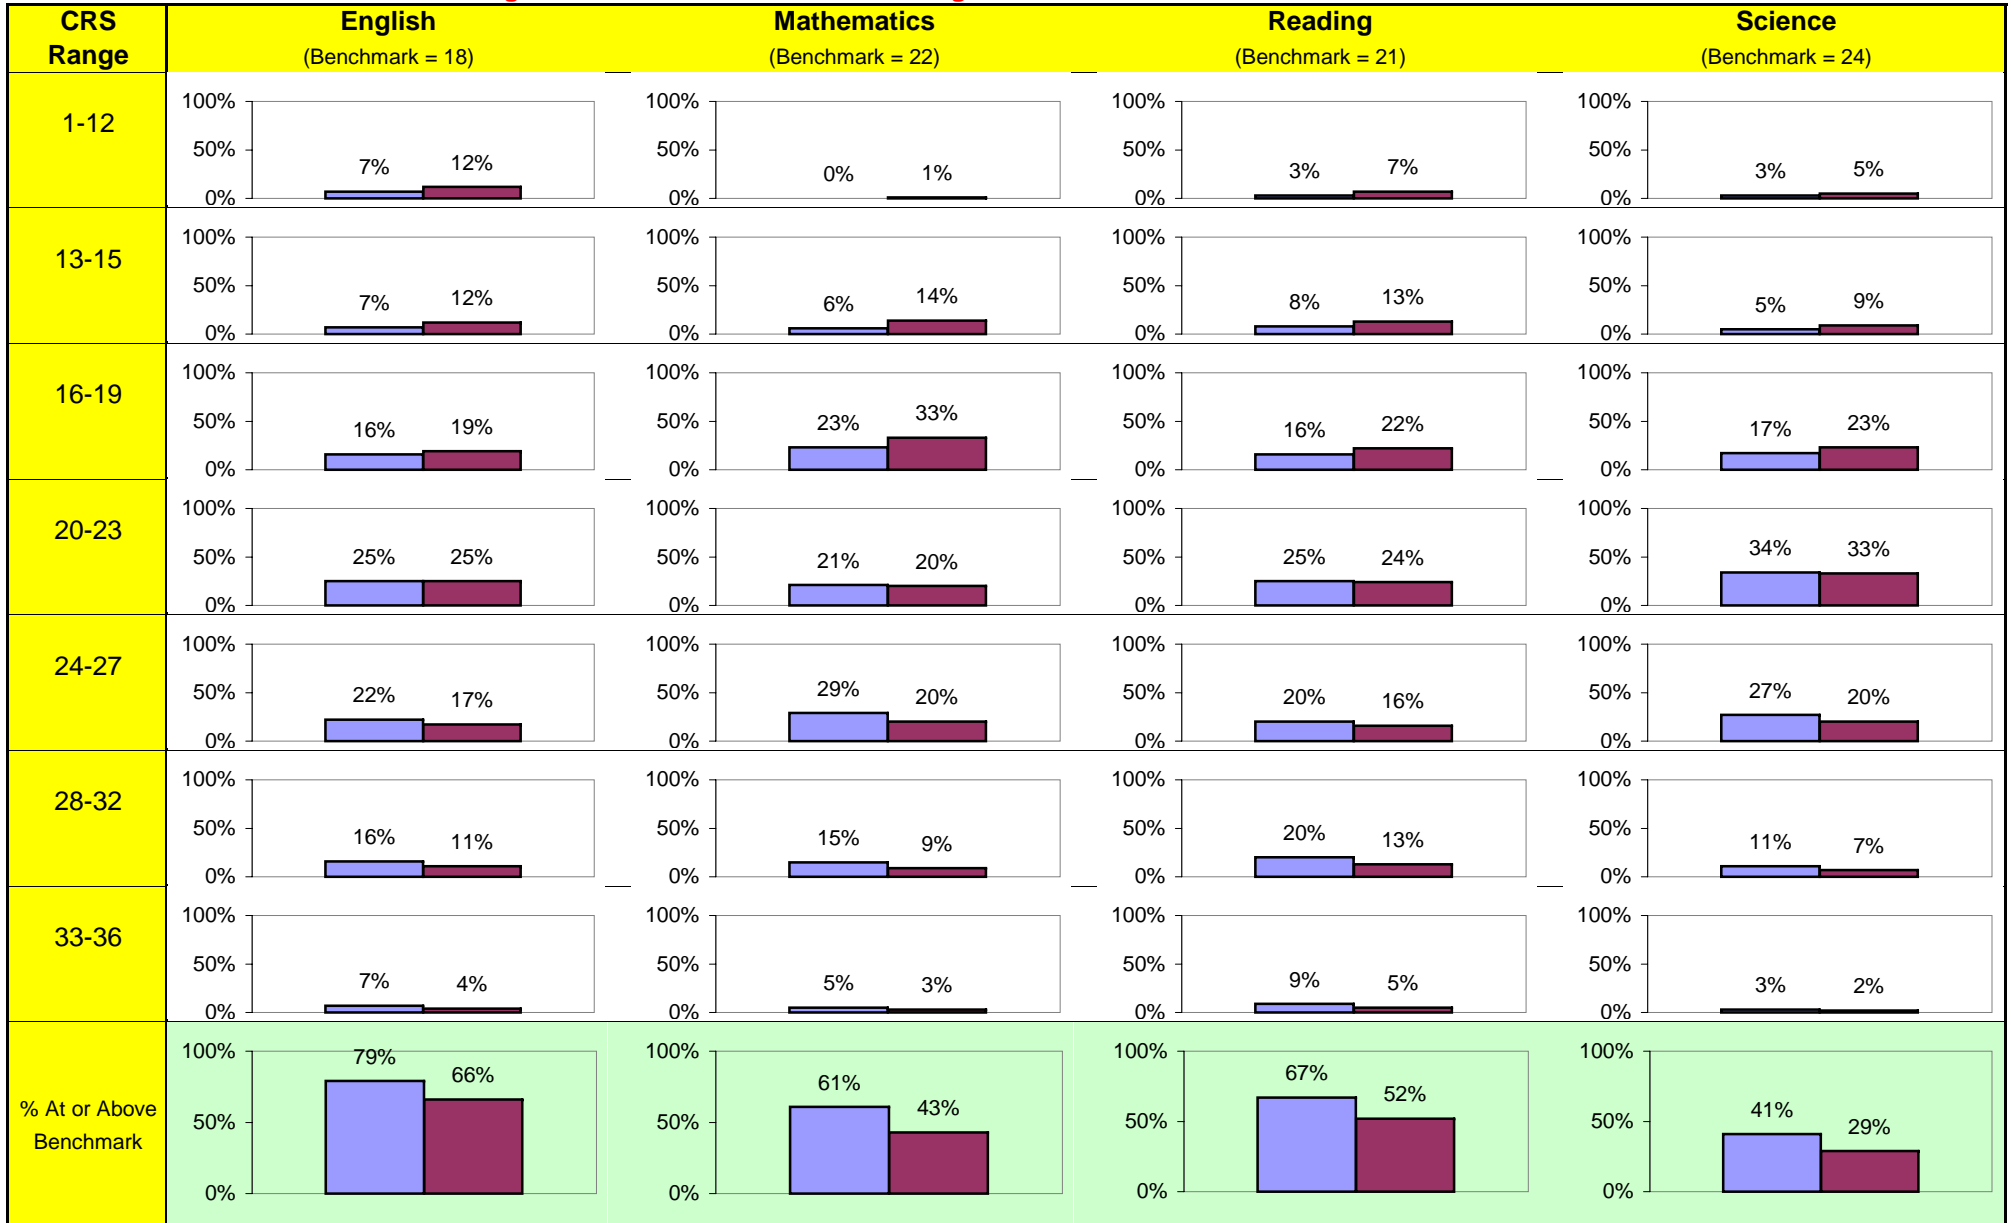 CRS Range English Mathematics Reading Science
(Benchmark = 18) (Benchmark = 22) (Benchmark = 21) (Benchmark = 24)
1-12
100% 100% 100% 100%
50% 7% 12% 50% 0% 1% 50% 3% 7% 50% 3% 5%
0% 0% 0% 0%
13-15
100% 100% 100% 100%
50% 7% 12% 50% 6% 14% 50% 8% 13% 50% 5% 9%
0% 0% 0% 0%
16-19
100% 100% 100% 100%
50% 16% 19% 50% 23% 33% 50% 16% 22% 50% 17% 23%
0% 0% 0% 0%
20-23
100% 100% 100% 100%
50% 25% 25% 50% 21% 20% 50% 25% 24% 50% 34% 33%
0% 0% 0% 0%
24-27
100% 100% 100% 100%
50% 22% 17% 50% 29% 20% 50% 20% 16% 50% 27% 20%
0% 0% 0% 0%
28-32
100% 100% 100% 100%
50% 16% 11% 50% 15% 9% 50% 20% 13% 50% 11% 7%
0% 0% 0% 0%
33-36
100% 100% 100% 100%
50% 7% 4% 50% 5% 3% 50% 9% 5% 50% 3% 2%
0% 0% 0% 0%
% At or Above
Benchmark
100% 79% 66% 100% 61% 43% 100% 67% 52% 100% 41% 29%
50% 50% 50% 50%
0% 0% 0% 0%